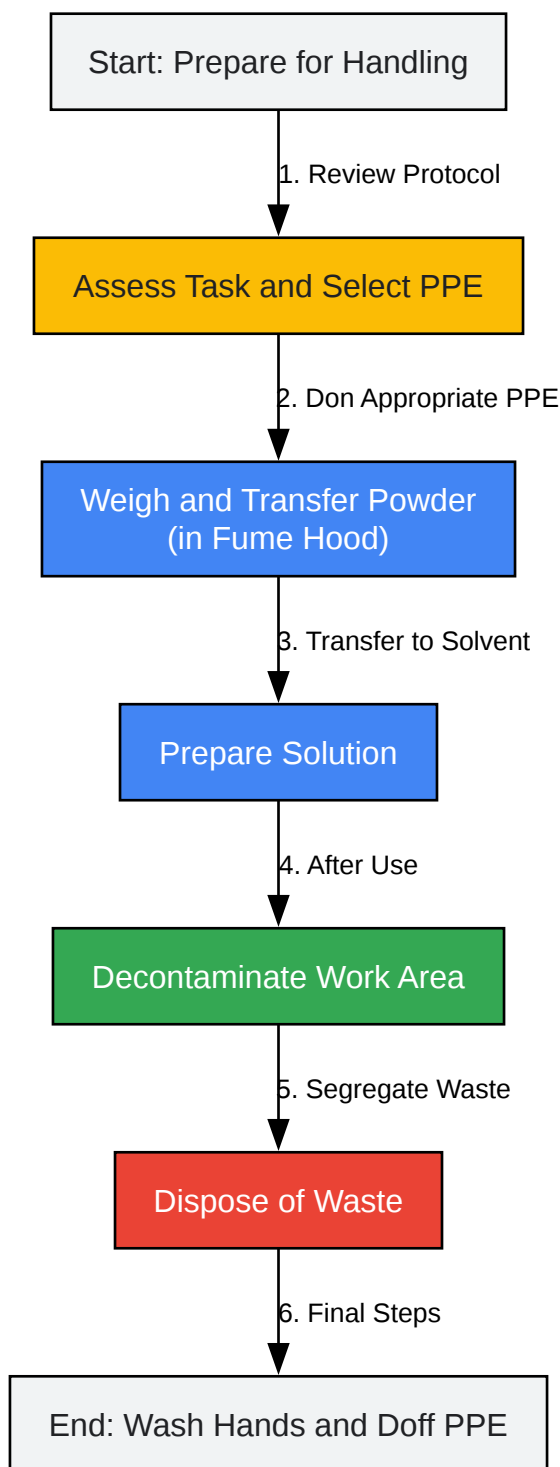 Start: Prepare for Handling
1. Review Protocol
Assess Task and Select PPE
2. Don Appropriate PPE
Weigh and Transfer Powder
(in Fume Hood)
3. Transfer to Solvent
Prepare Solution
4. After Use
Decontaminate Work Area
5. Segregate Waste
Dispose of Waste
6. Final Steps
End: Wash Hands and Doff PPE